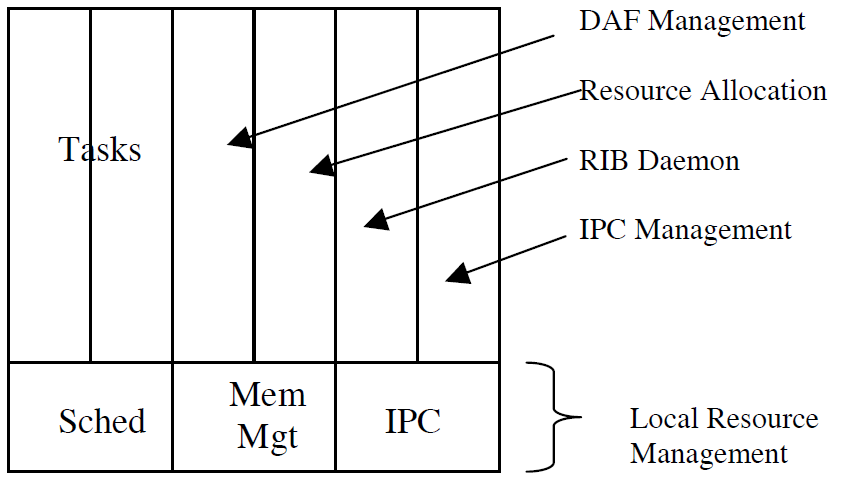 DAF Management
Resource Allocation
Tasks
RIB Daemon
IPC Management
Sched
Mem
Mgt
IPC
Local Resource
Management